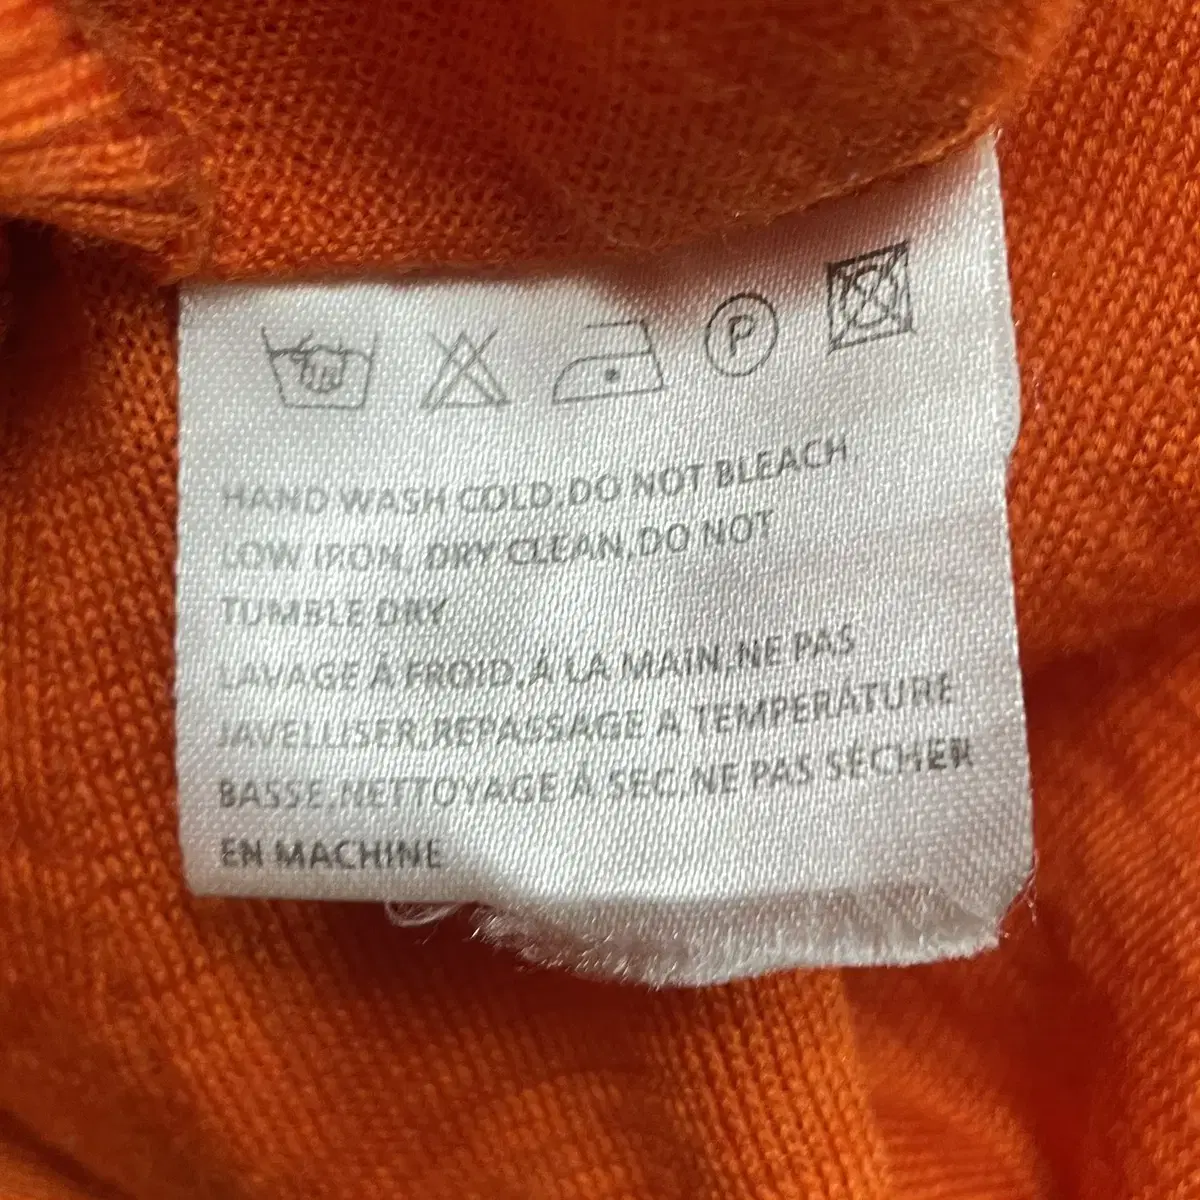 P
HAND WASH COLD,DO NOT BLEACH
LOW IRON, DRY CLEAN,DO NOT
TUMBLE DRY
LAVAGE À FROID,À LA MAIN,NE PAS
JAVELLISER,REPASSAGE A TEMPERATURE
BASSE,NETTOYAGE À SEC,NE PAS SÉCHER
EN MACHINE